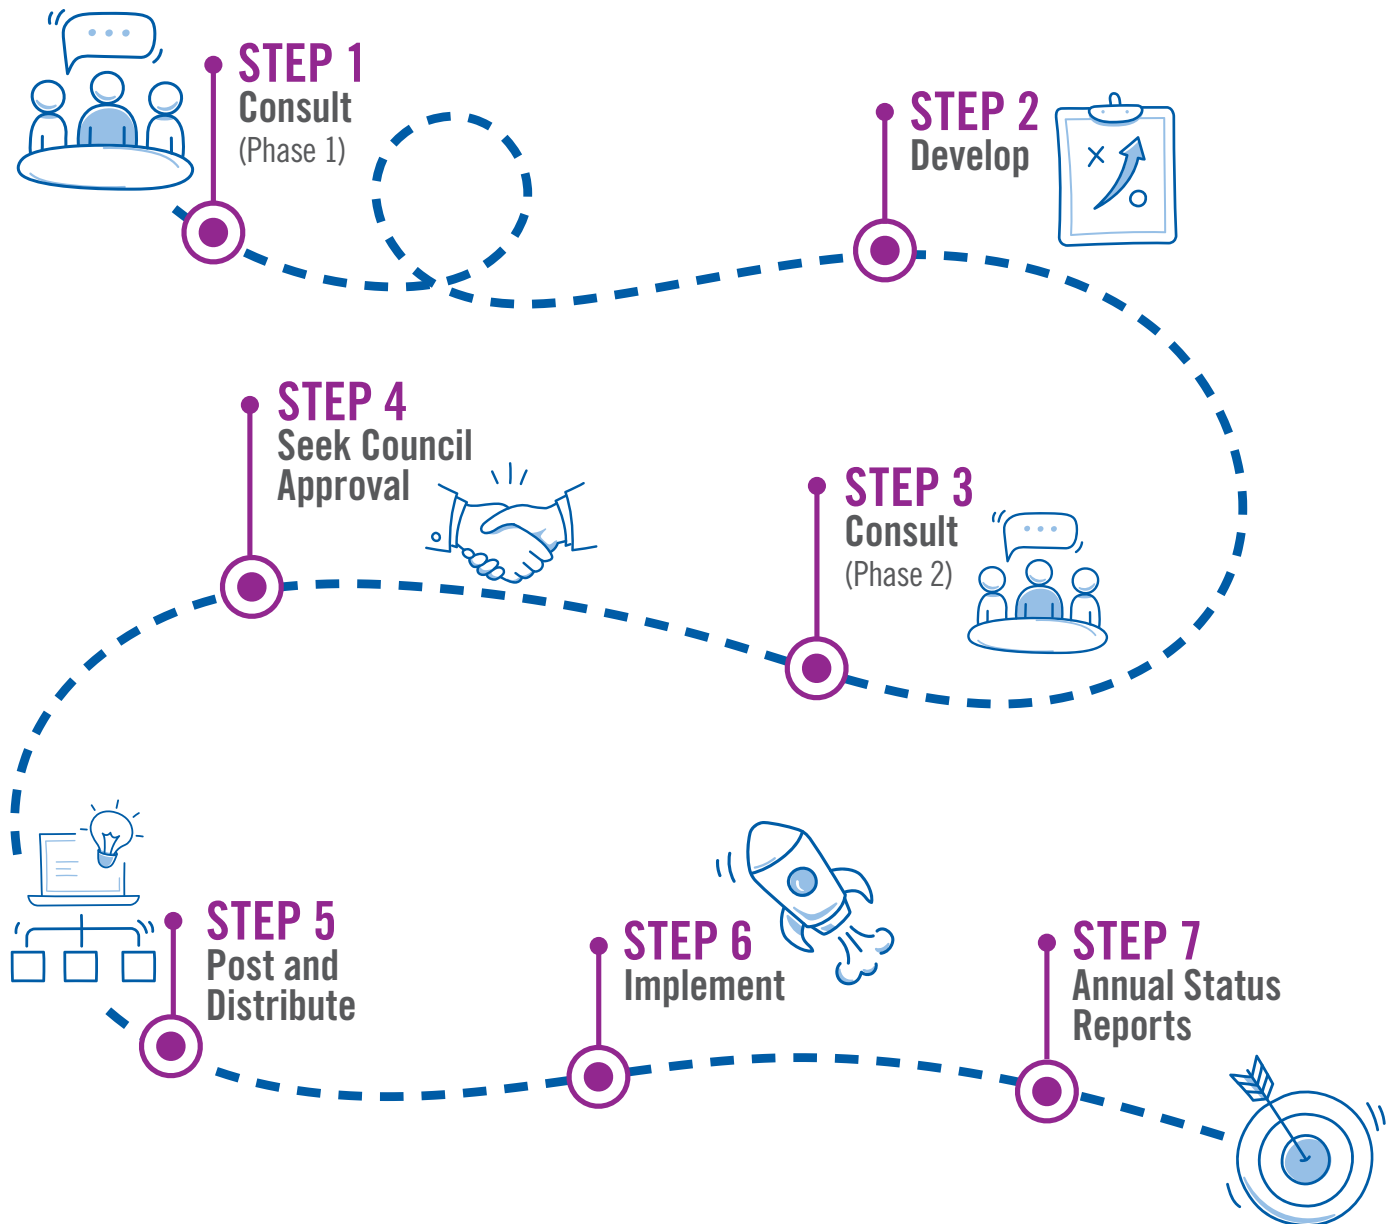 STEP 1
Consult
(Phase 1)
STEP 2
Develop
STEP 3
Consult
(Phase 2)
STEP 4
Seek Council
Approval
STEP 5
Post and
Distribute
STEP 6
Implement
STEP 7
Annual Status
Reports